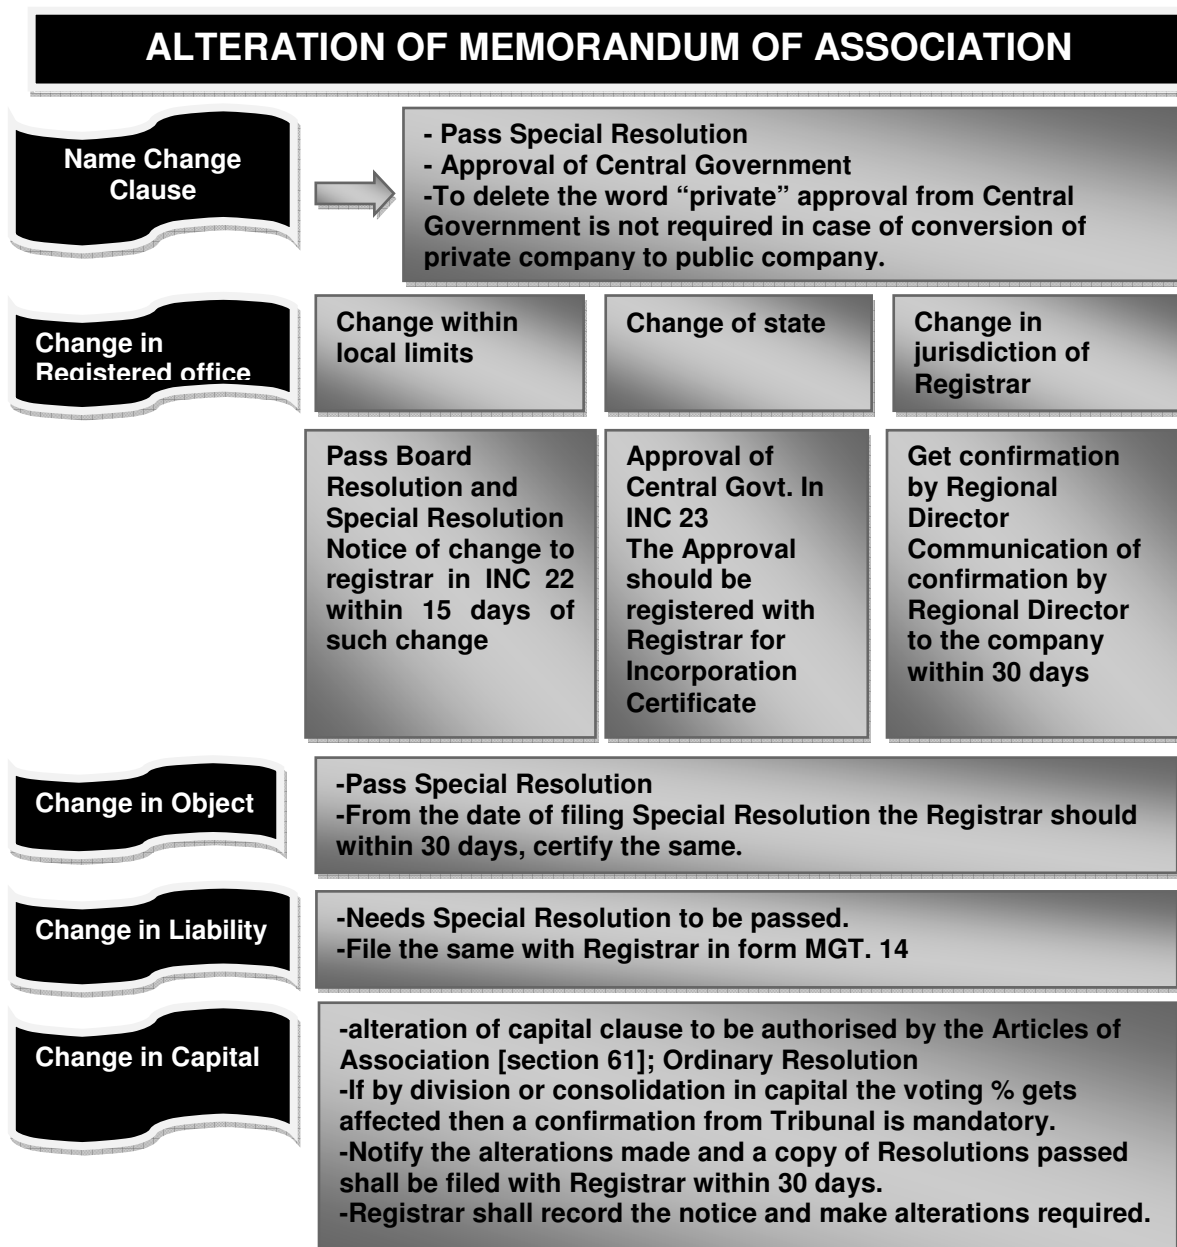 ALTERATION OF MEMORANDUM OF ASSOCIATION
Name Change
Clause
- Pass Special Resolution
- Approval of Central Government
-To delete the word “private” approval from Central
Government is not required in case of conversion of
private company to public company.
Change in
Registered office
Change within
local limits
Change of state
Change in
jurisdiction of
Registrar
Pass Board
Resolution and
Special Resolution
Notice of change to
registrar in INC 22
within 15 days of
such change
Approval of
Central Govt. In
INC 23
The Approval
should be
registered with
Registrar for
Incorporation
Certificate
Get confirmation
by Regional
Director
Communication of
confirmation by
Regional Director
to the company
within 30 days
Change in Object
-Pass Special Resolution
-From the date of filing Special Resolution the Registrar should
within 30 days, certify the same.
Change in Liability
-Needs Special Resolution to be passed.
-File the same with Registrar in form MGT. 14
Change in Capital
-alteration of capital clause to be authorised by the Articles of
Association [section 61]; Ordinary Resolution
-If by division or consolidation in capital the voting % gets
affected then a confirmation from Tribunal is mandatory.
-Notify the alterations made and a copy of Resolutions passed
shall be filed with Registrar within 30 days.
-Registrar shall record the notice and make alterations required.